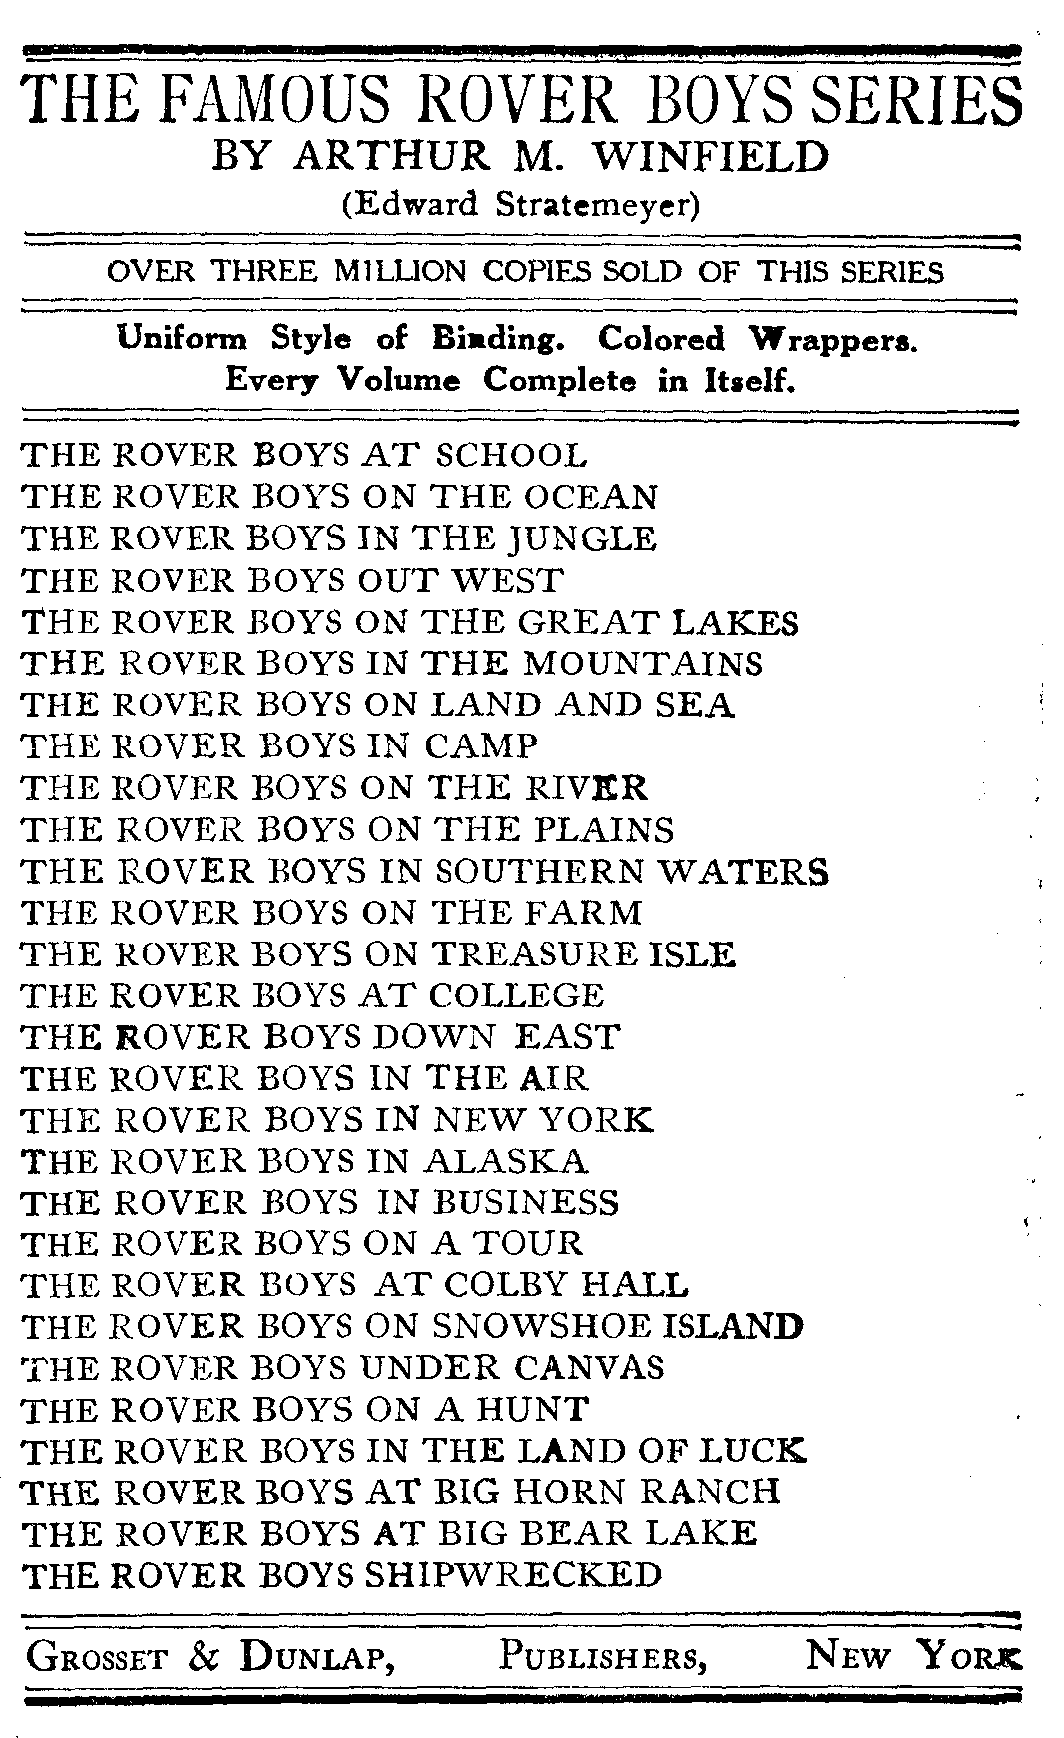 THE FAMOUS ROVER BOYS SERIES
BY ARTHUR M. WINFIELD
(Edward Stratemeyer)
OVER THREE MILLION COPIES SOLD OF THIS SERIES
Uniform Style of Binding. Colored Wrappers.
Every Volume Complete in Itself.
THE ROVER BOYS AT SCHOOL
THE ROVER BOYS ON THE OCEAN
THE ROVER BOYS IN THE JUNGLE
THE ROVER BOYS OUT WEST
THE ROVER BOYS ON THE GREAT LAKES
THE ROVER BOYS IN THE MOUNTAINS
THE ROVER BOYS ON LAND AND SEA
THE ROVER BOYS IN CAMP
THE ROVER BOYS ON THE RIVER
THE ROVER BOYS ON THE PLAINS
THE ROVER BOYS IN SOUTHERN WATERS
THE ROVER BOYS ON THE FARM
THE ROVER BOYS ON TREASURE ISLE
THE ROVER BOYS AT COLLEGE
THE ROVER BOYS DOWN EAST
THE ROVER BOYS IN THE AIR
THE ROVER BOYS IN NEW YORK
THE ROVER BOYS IN ALASKA
THE ROVER BOYS IN BUSINESS
THE ROVER BOYS ON A TOUR
THE ROVER BOYS AT COLBY HALL
THE ROVER BOYS ON SNOWSHOE ISLAND
THE ROVER BOYS UNDER CANVAS
THE ROVER BOYS ON A HUNT
THE ROVER BOYS IN THE LAND OF LUCK
THE ROVER BOYS AT BIG HORN RANCH
THE ROVER BOYS AT BIG BEAR LAKE
THE ROVER BOYS SHIPWRECKED
GROSSET & DUNLAP, PUBLISHERS, NEW YORK